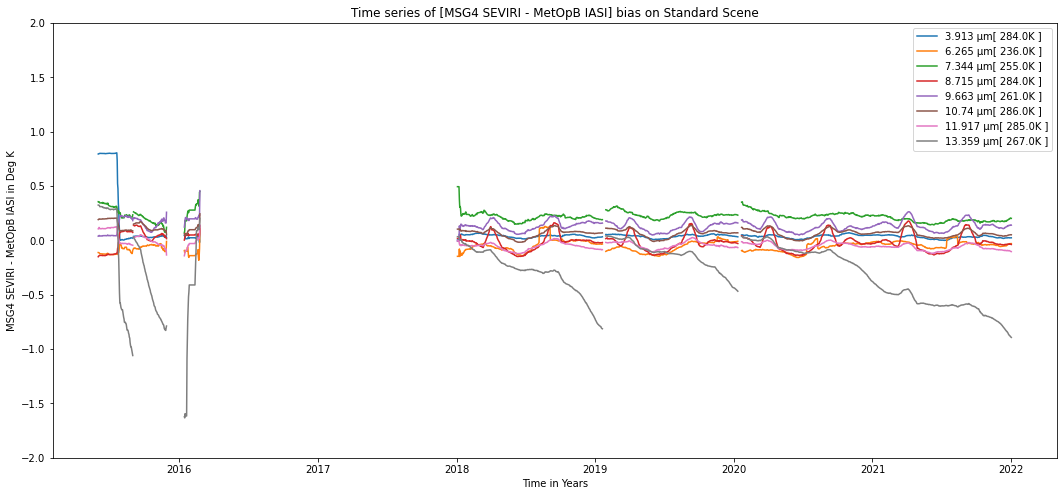 Time series of [MSG4 SEVIRI - MetOpB IASI] bias on Standard Scene
MSG4 SEVIRI - MetOpB IASI in Deg K
2.0
1.5
1.0
0.5
0.0
−0.5
−1.0
−1.5
−2.0
3.913 μm[ 284.0K ]
6.265 μm[ 236.0K ]
7.344 μm[ 255.0K ]
8.715 μm[ 284.0K ]
9.663 μm[ 261.0K ]
10.74 μm[ 286.0K ]
11.917 μm[ 285.0K ]
13.359 μm[ 267.0K ]
2016 2017 2018 2019 2020 2021 2022
Time in Years